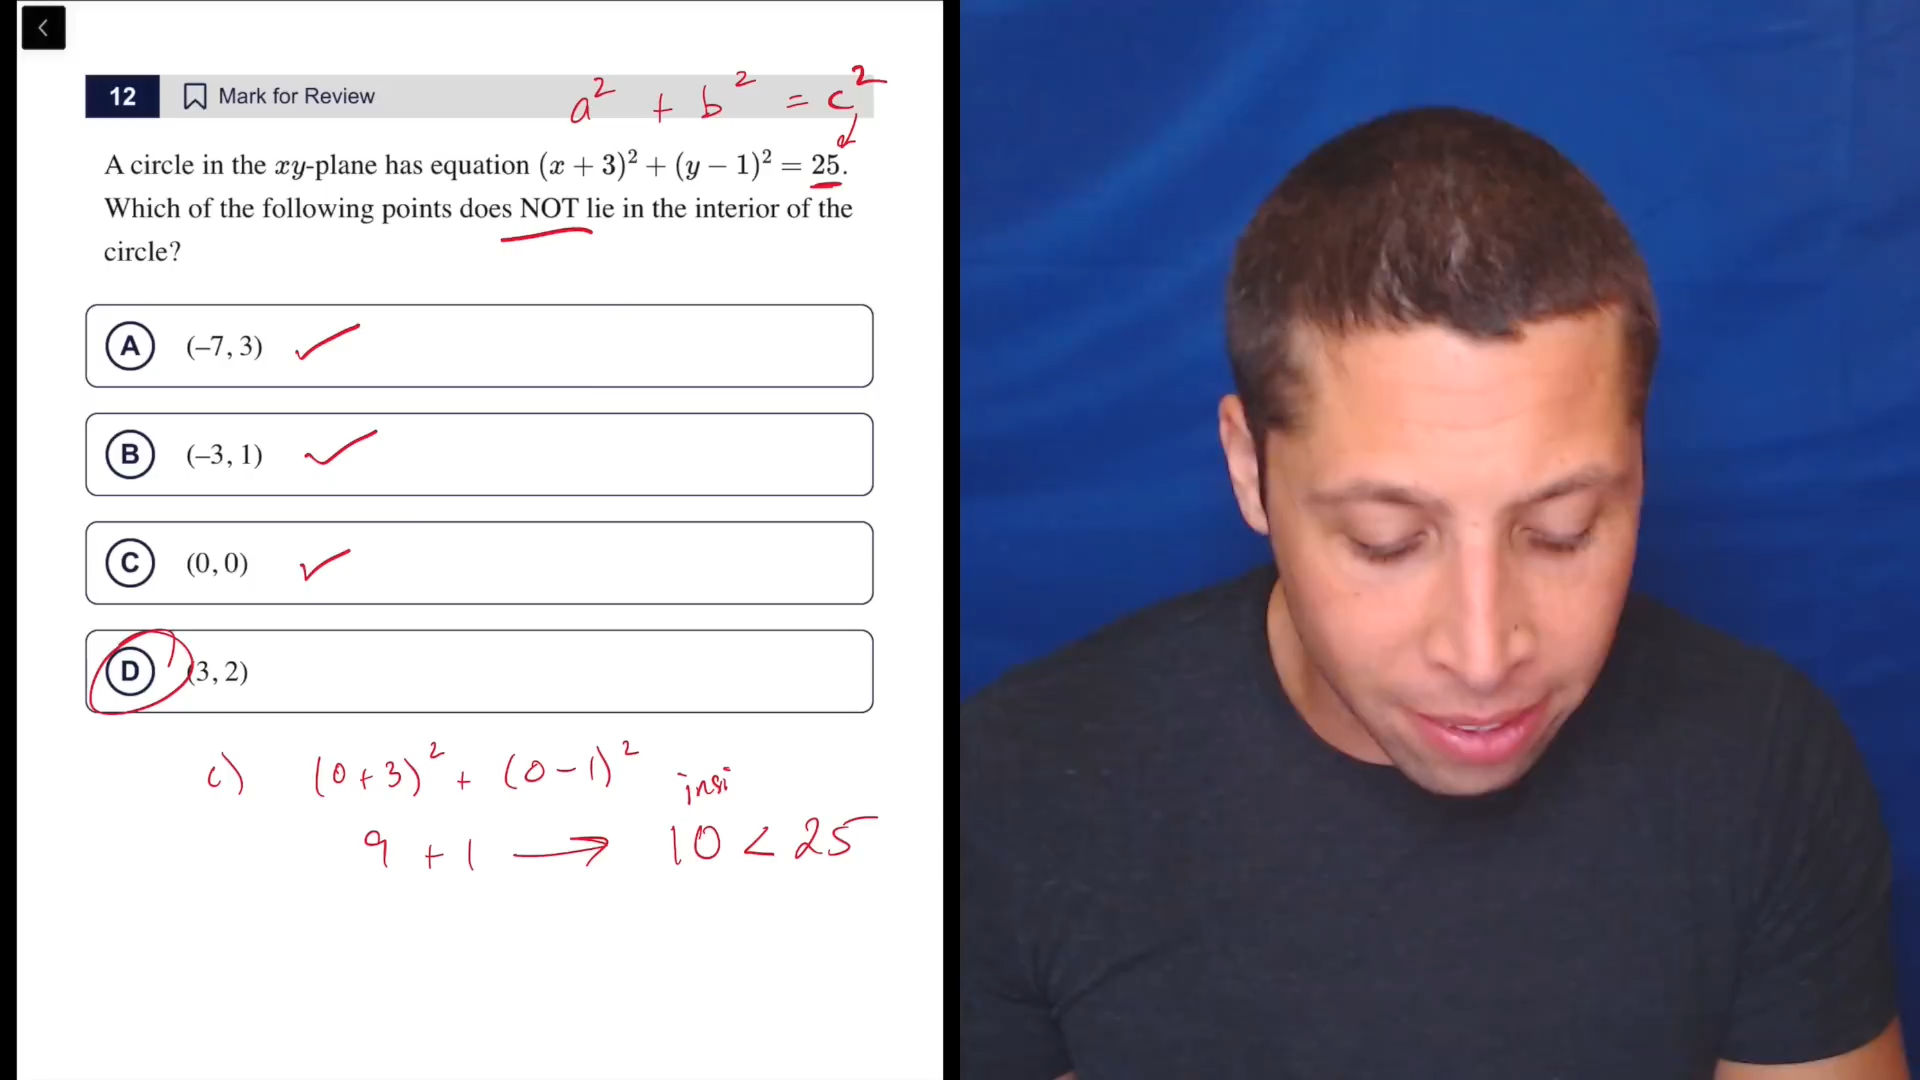 12 Mark for Review
a² + b² = c²
A circle in the xy-plane has equation (x + 3)² + (y − 1)² = 25.
Which of the following points does NOT lie in the interior of the
circle?
A (–7, 3)
B (–3, 1)
C (0, 0)
D (3, 2)
c) (0+3)² + (0−1)² insi
9 + 1 → 10 < 25